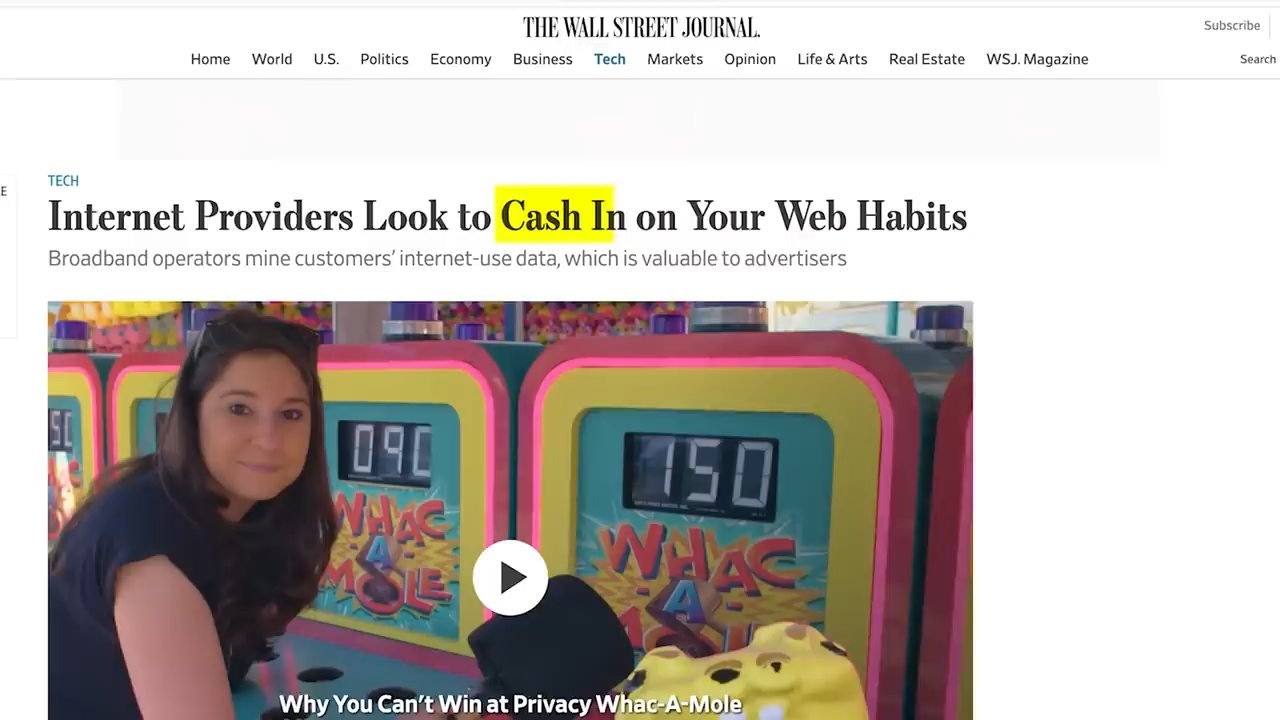 THE WALL STREET JOURNAL.
Subscribe
Home World U.S. Politics Economy Business Tech Markets Opinion Life & Arts Real Estate WSJ. Magazine
Search
E
TECH
Internet Providers Look to Cash In on Your Web Habits
Broadband operators mine customers' internet-use data, which is valuable to advertisers
090
150
WHAC
A
MOLE
WHAC
A
MOLE
Why You Can't Win at Privacy Whac-A-Mole